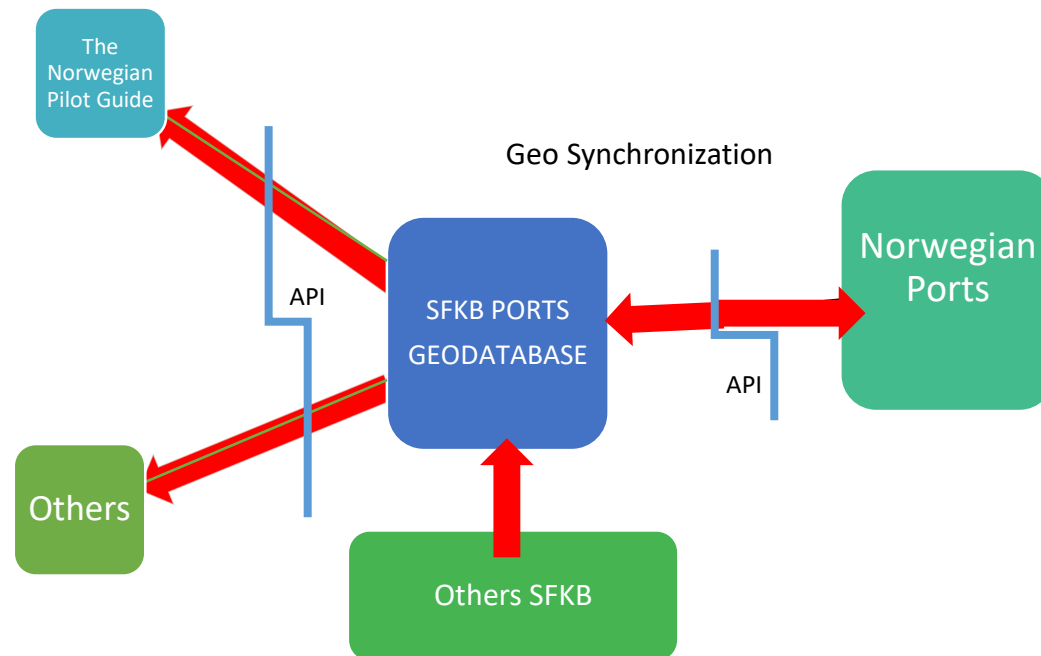 The
Norwegian
Pilot Guide
Geo Synchronization
Norwegian
Ports
API
SFKB PORTS
GEODATABASE
API
Others
Others SFKB